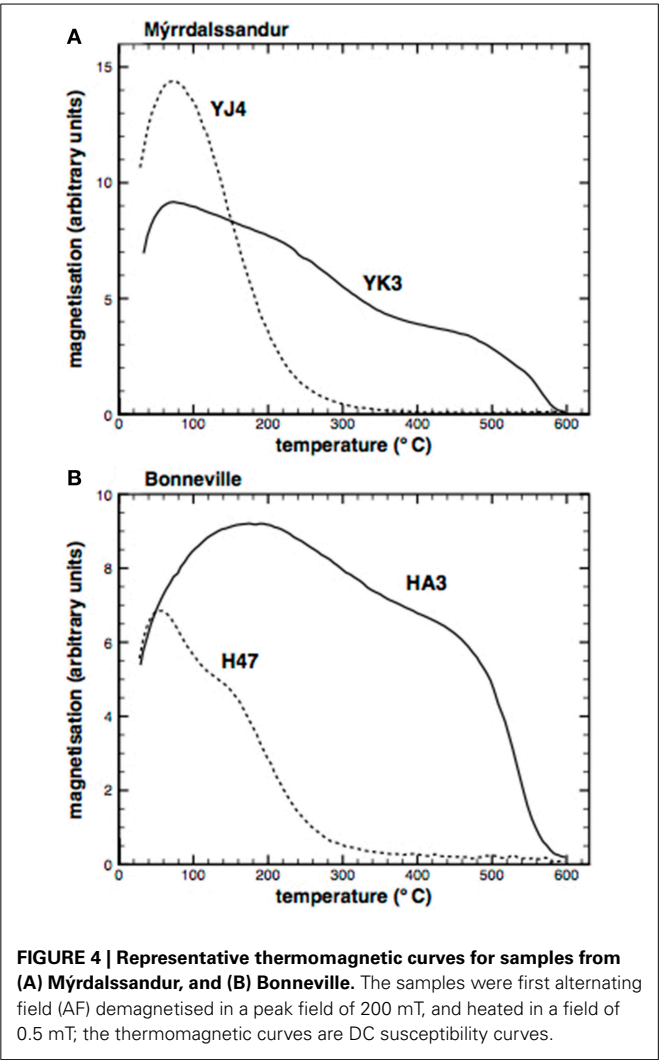 A
Mýrrdalssandur
15
10
5
0
magnetisation (arbitrary units)
YJ4
YK3
0 100 200 300 400 500 600
temperature (° C)
B
Bonneville
10
8
6
4
2
0
magnetisation (arbitrary units)
HA3
H47
0 100 200 300 400 500 600
temperature (° C)
FIGURE 4 | Representative thermomagnetic curves for samples from
(A) Mýrdalssandur, and (B) Bonneville. The samples were first alternating
field (AF) demagnetised in a peak field of 200 mT, and heated in a field of
0.5 mT; the thermomagnetic curves are DC susceptibility curves.